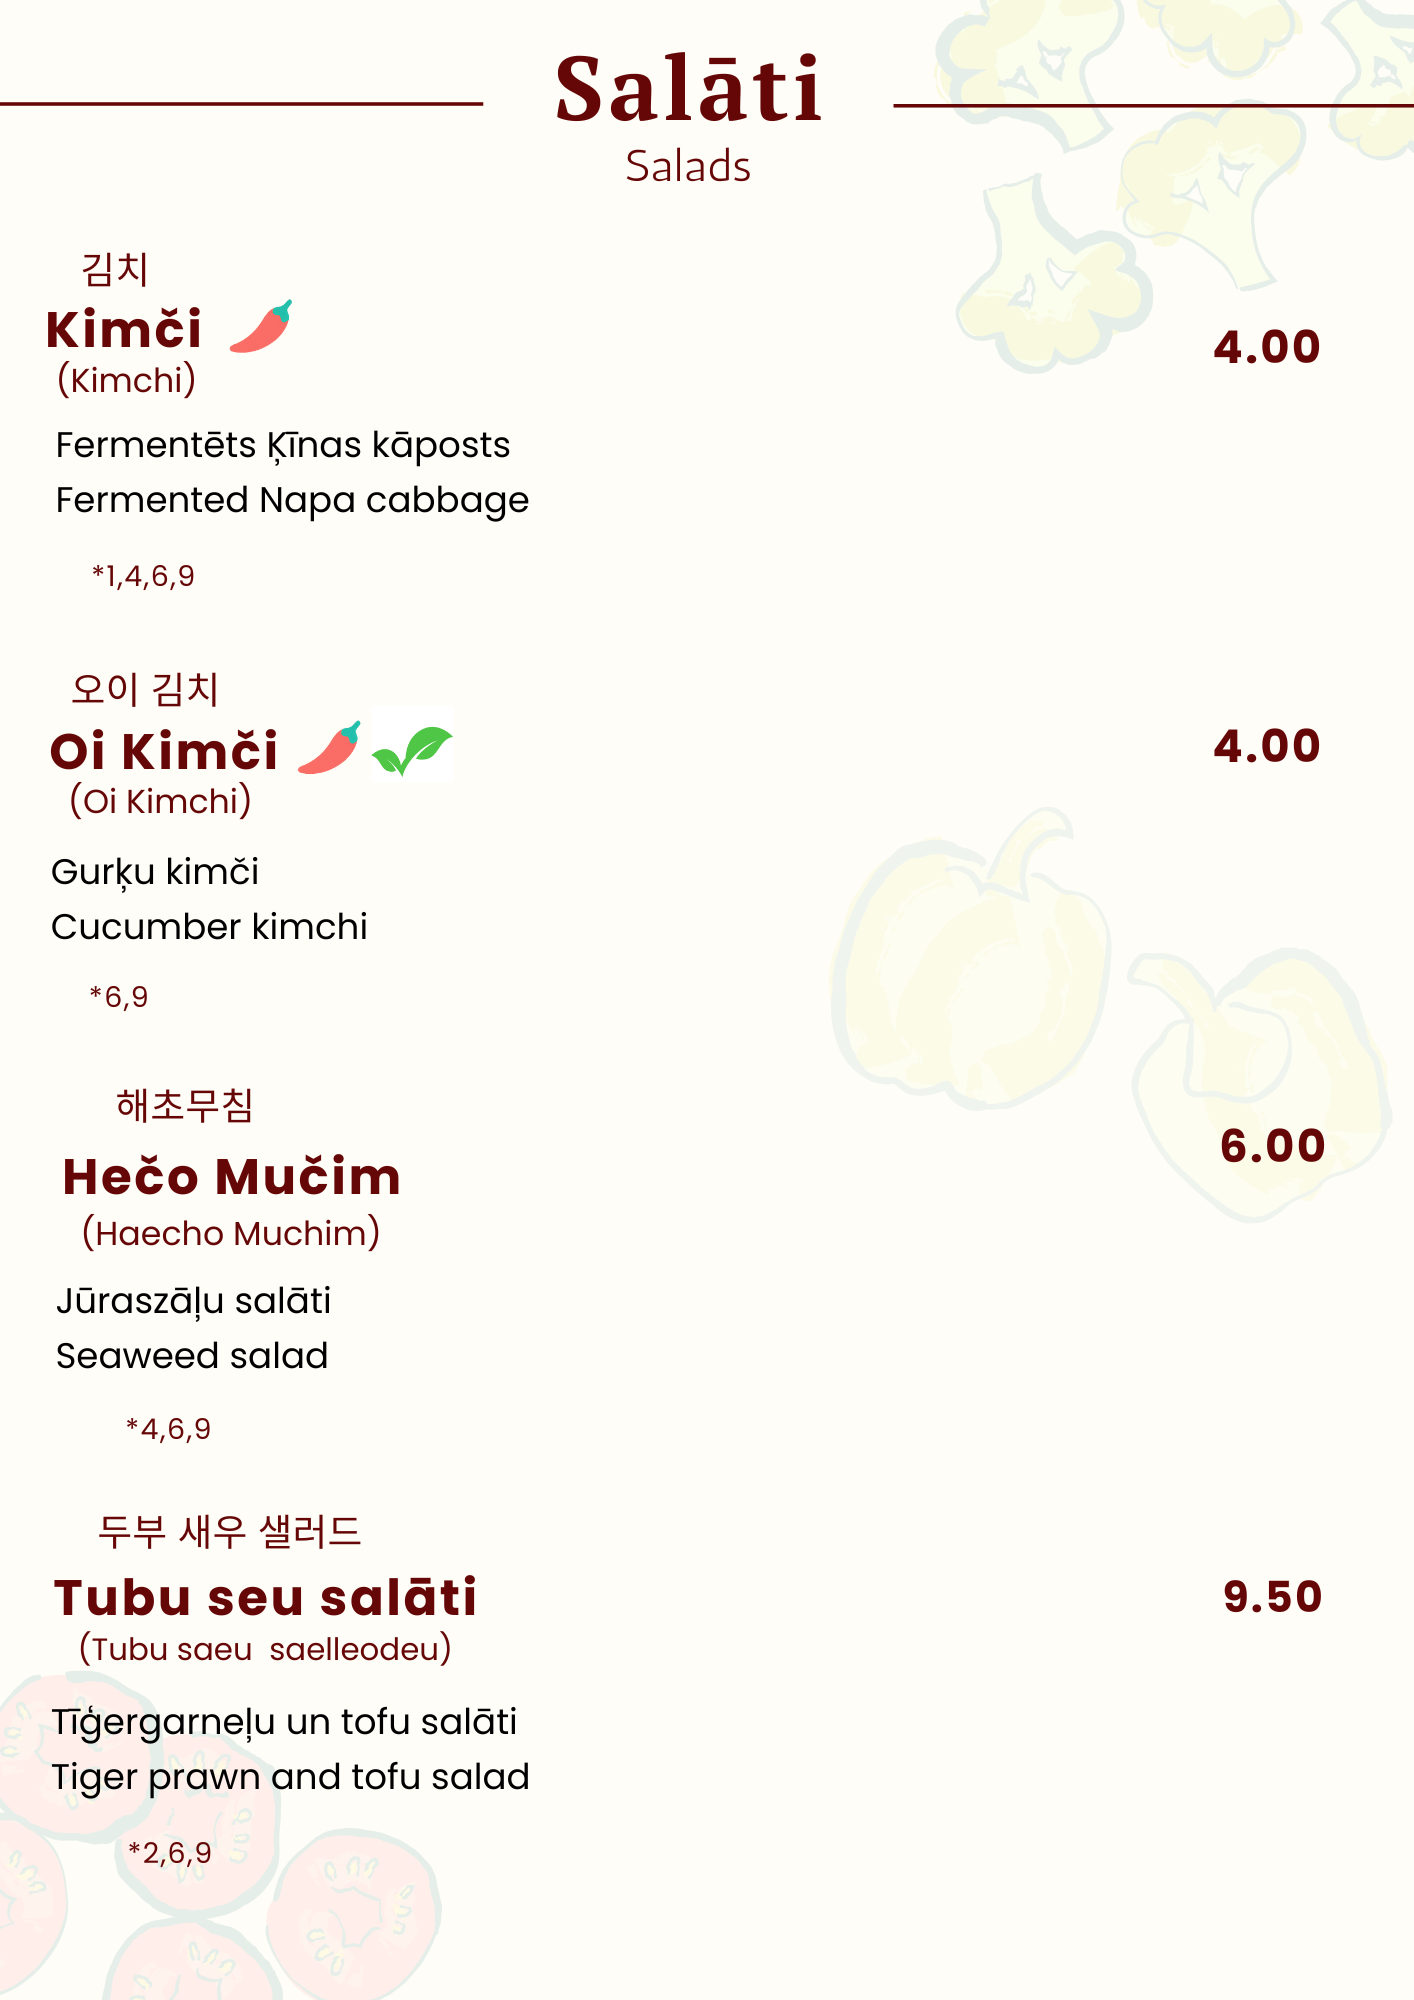 Salāti
Salads
김치
Kimči
(Kimchi)
4.00
Fermentēts Ķīnas kāposts
Fermented Napa cabbage
*1,4,6,9
오이 김치
Oi Kimči
(Oi Kimchi)
4.00
Gurķu kimči
Cucumber kimchi
*6,9
해초무침
Hečo Mučim
(Haecho Muchim)
6.00
Jūraszāļu salāti
Seaweed salad
*4,6,9
두부 새우 샐러드
Tubu seu salāti
(Tubu saeu saelleodeu)
9.50
Tīģergarneļu un tofu salāti
Tiger prawn and tofu salad
*2,6,9